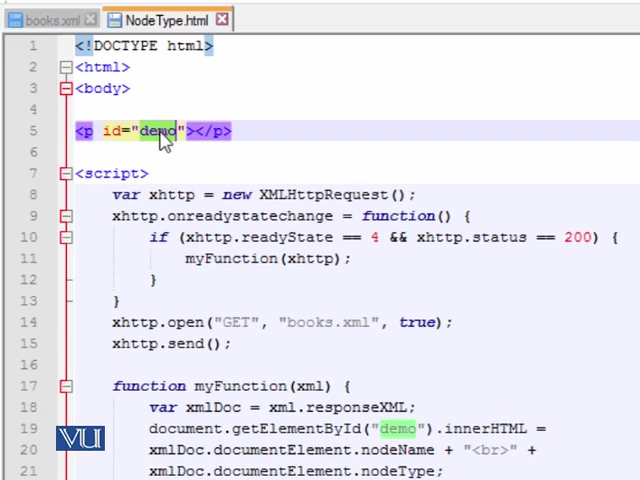 books.xml NodeType.html
1 <!DOCTYPE html>
2 <html>
3 <body>
4
5 <p id="demo"></p>
6
7 <script>
8 var xhttp = new XMLHttpRequest();
9 xhttp.onreadystatechange = function() {
10 if (xhttp.readyState == 4 && xhttp.status == 200) {
11 myFunction(xhttp);
12 }
13 }
14 xhttp.open("GET", "books.xml", true);
15 xhttp.send();
16
17 function myFunction(xml) {
18 var xmlDoc = xml.responseXML;
19 document.getElementById("demo").innerHTML =
20 xmlDoc.documentElement.nodeName + "<br>" +
21 xmlDoc.documentElement.nodeType;
VU